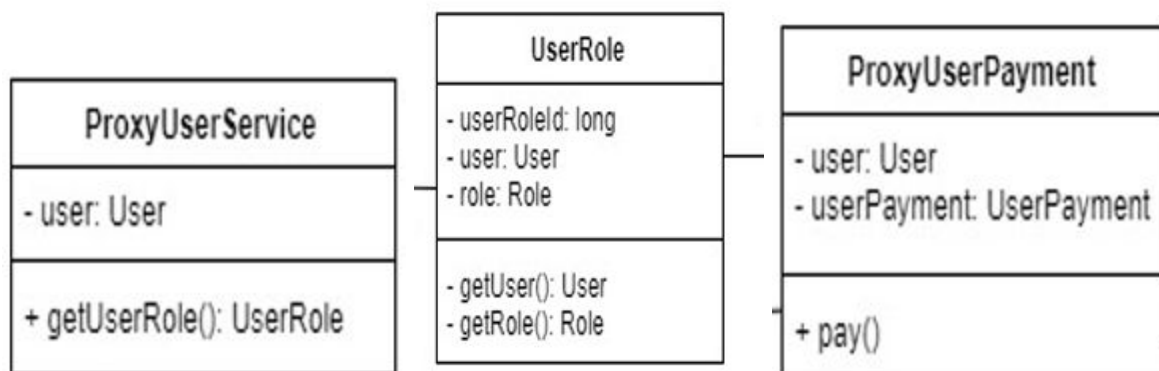 ProxyUserService
- user: User
+ getUserRole(): UserRole
UserRole
- userRoleId: long
- user: User
- role: Role
- getUser(): User
- getRole(): Role
ProxyUserPayment
- user: User
- userPayment: UserPayment
+ pay()